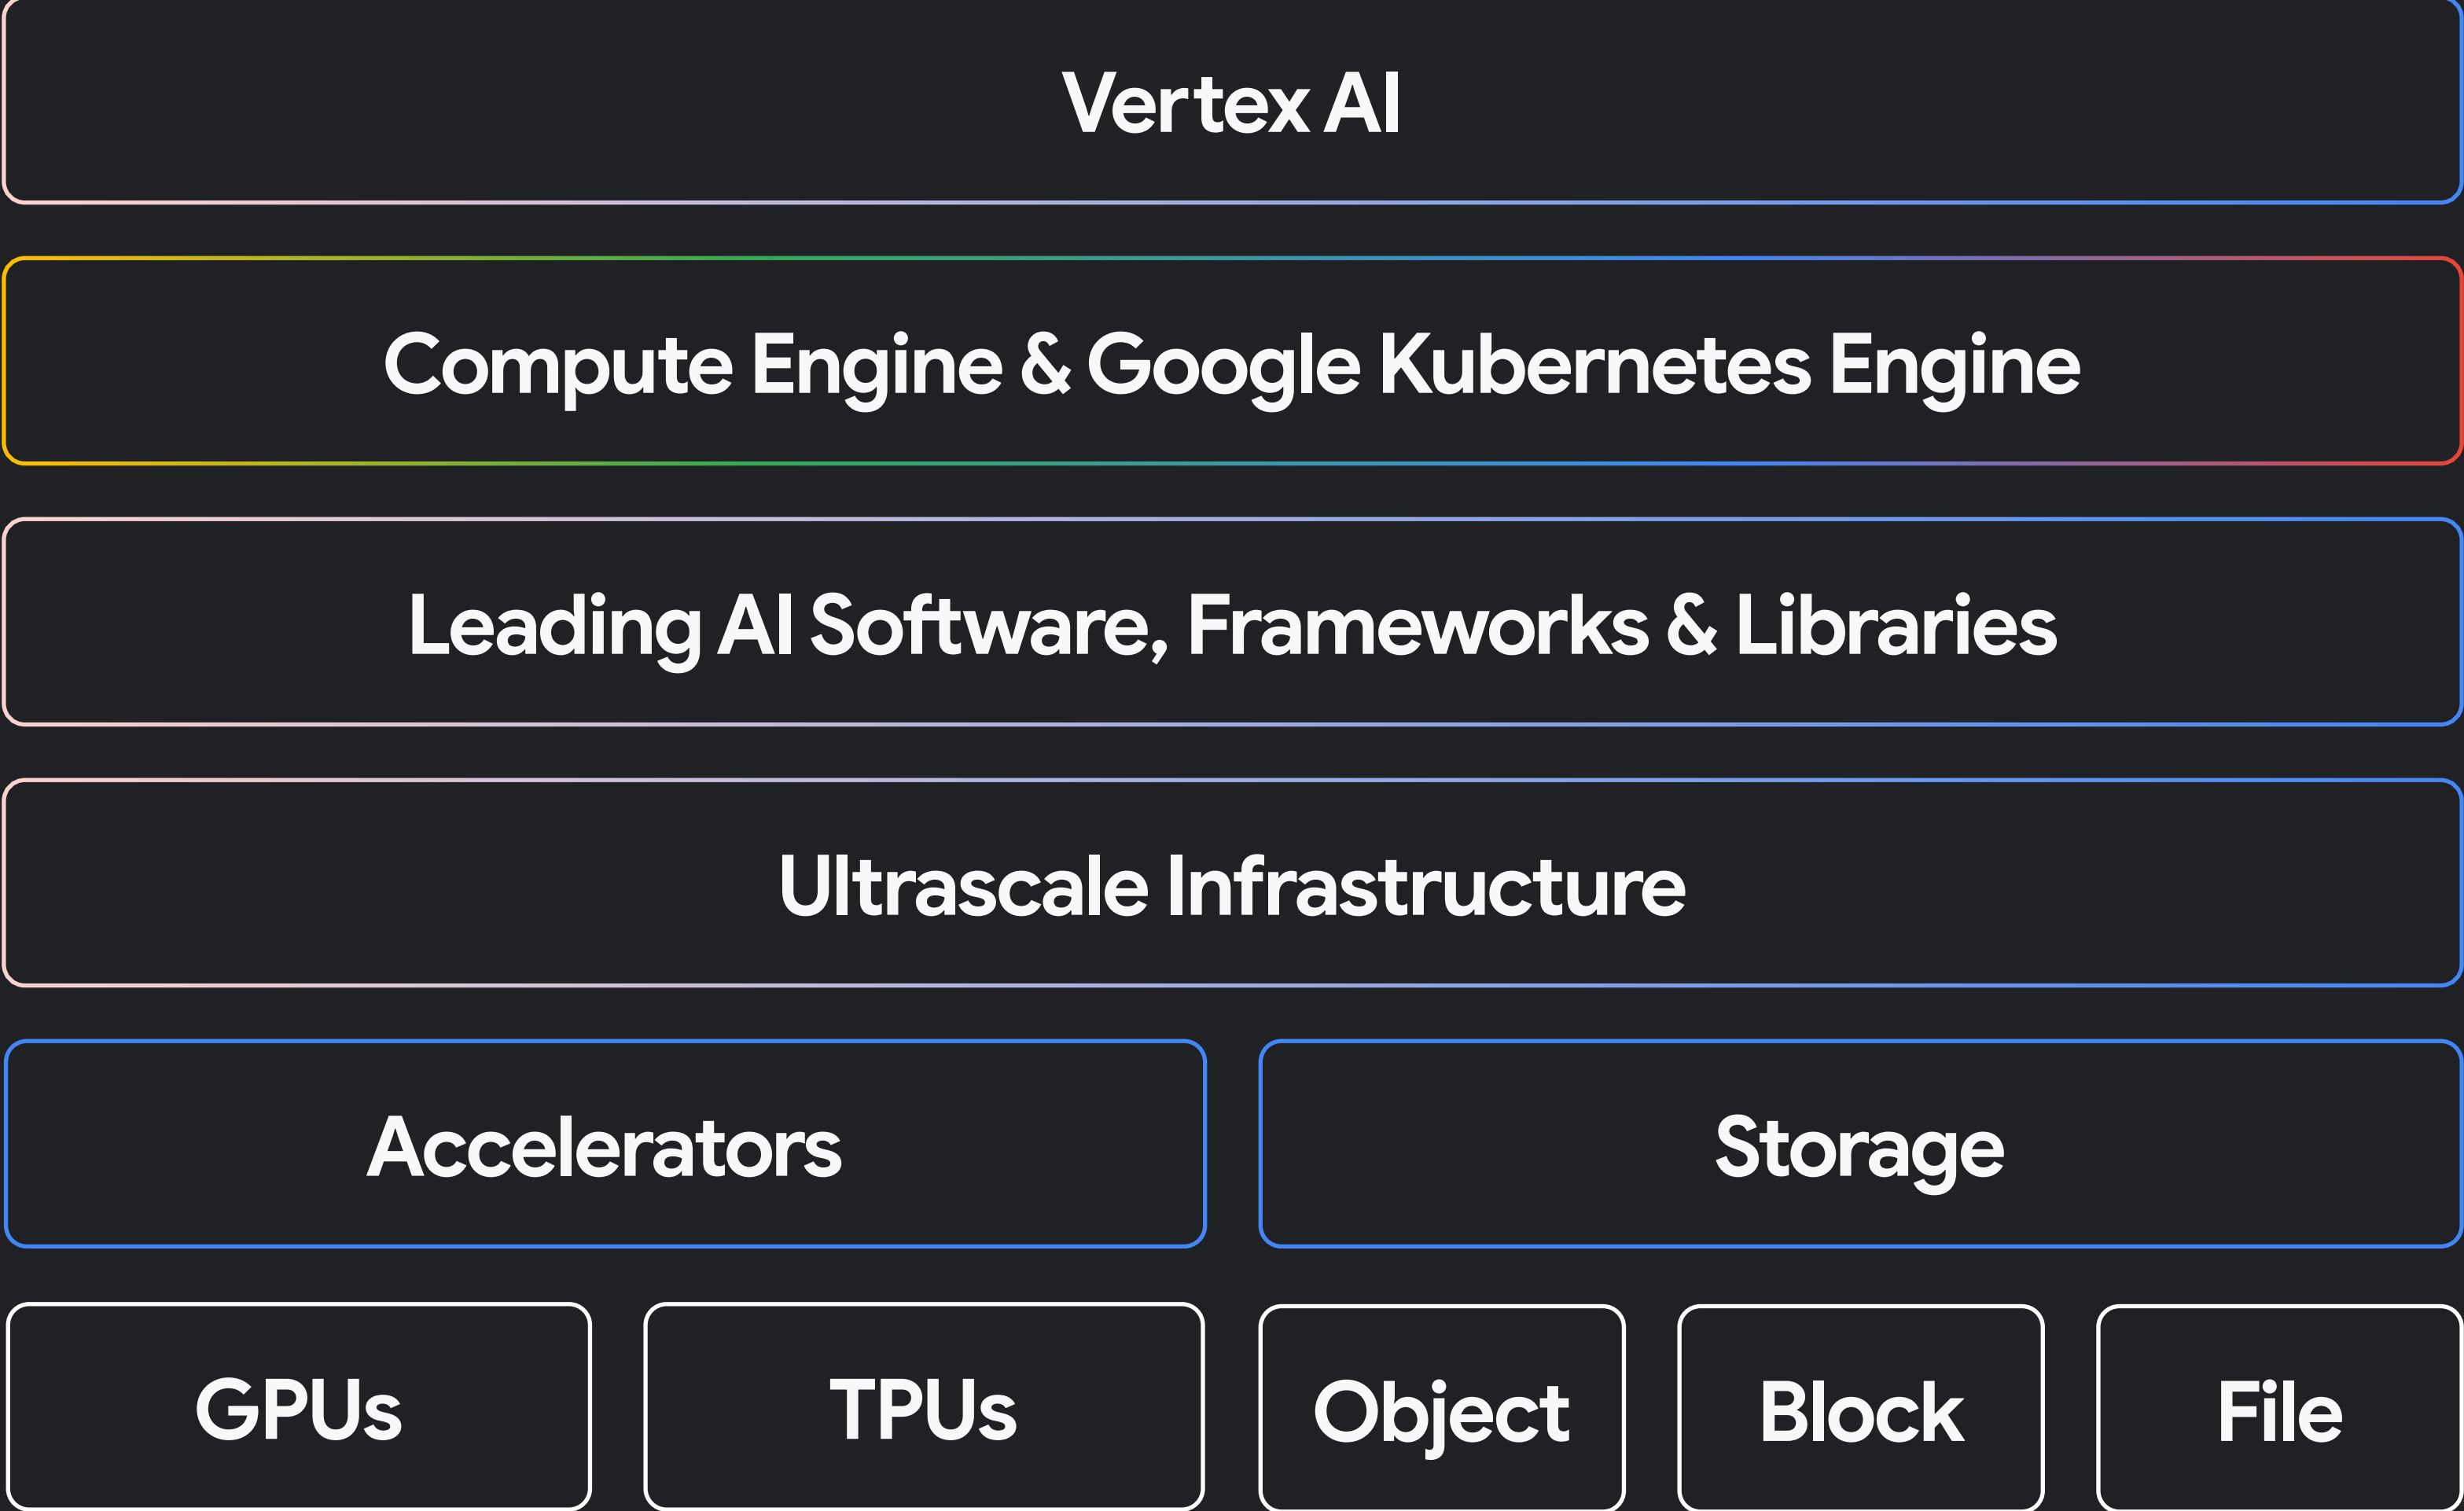 Vertex AI
Compute Engine & Google Kubernetes Engine
Leading AI Software, Frameworks & Libraries
Ultrascale Infrastructure
Accelerators
Storage
GPUs
TPUs
Object
Block
File